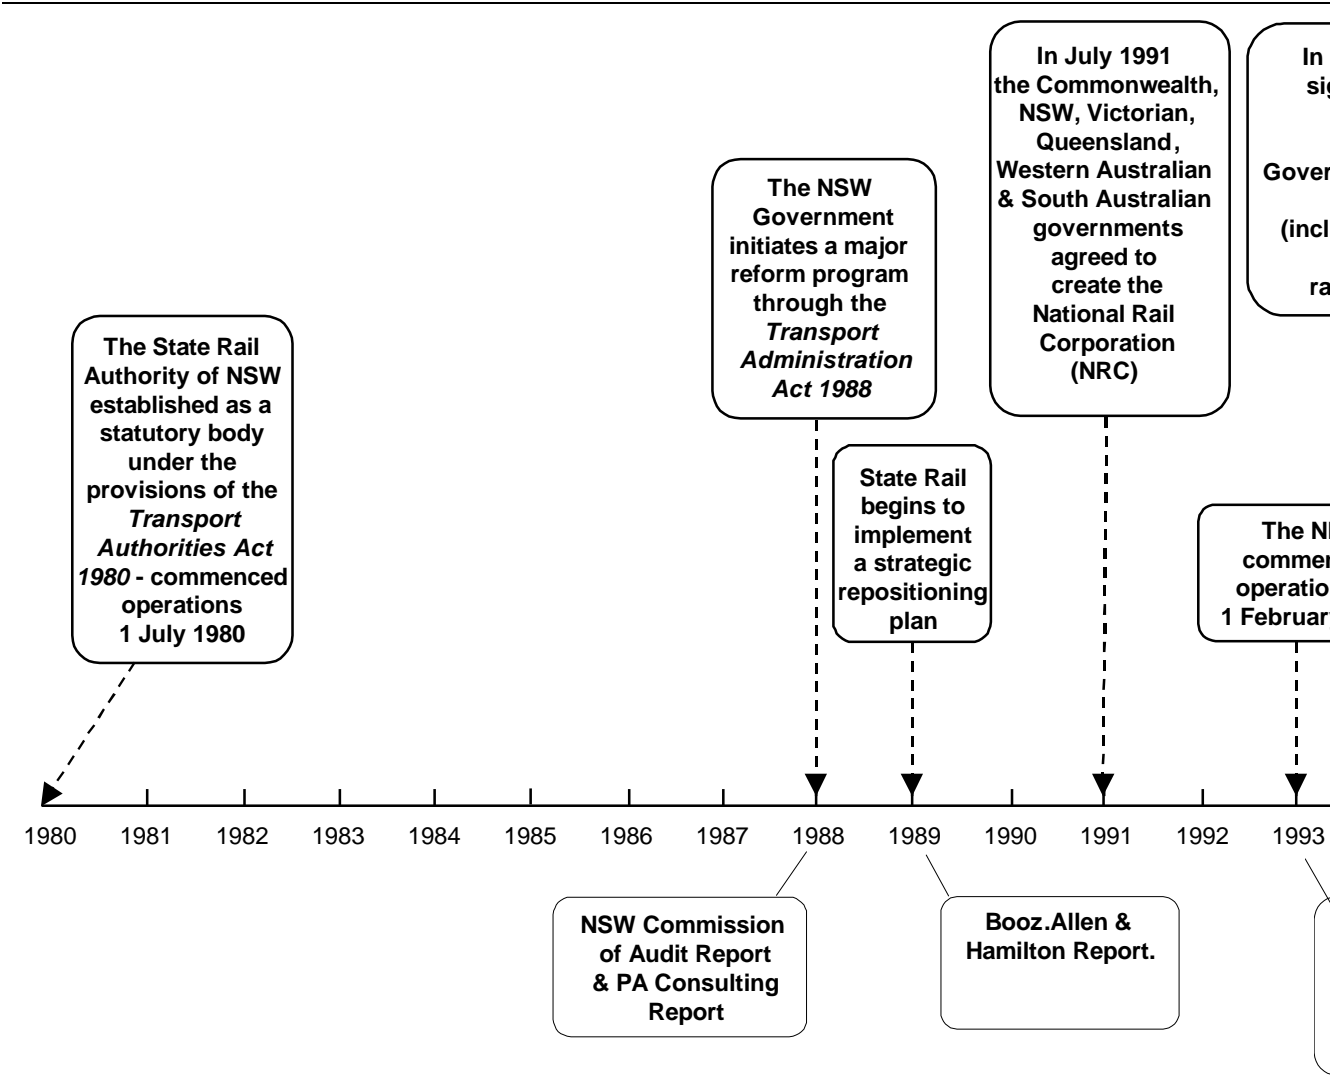 The State Rail
Authority of NSW
established as a
statutory body
under the
provisions of the
Transport
Authorities Act
1980 - commenced
operations
1 July 1980
The NSW
Government
initiates a major
reform program
through the
Transport
Administration
Act 1988
State Rail
begins to
implement
a strategic
repositioning
plan
In July 1991
the Commonwealth,
NSW, Victorian,
Queensland,
Western Australian
& South Australian
governments
agreed to
create the
National Rail
Corporation
(NRC)
In
The
1
1980 1981 1982 1983 1984 1985 1986 1987 1988 1989 1990 1991 1992 1993
NSW Commission
of Audit Report
& PA Consulting
Report
Booz.Allen &
Hamilton Report.